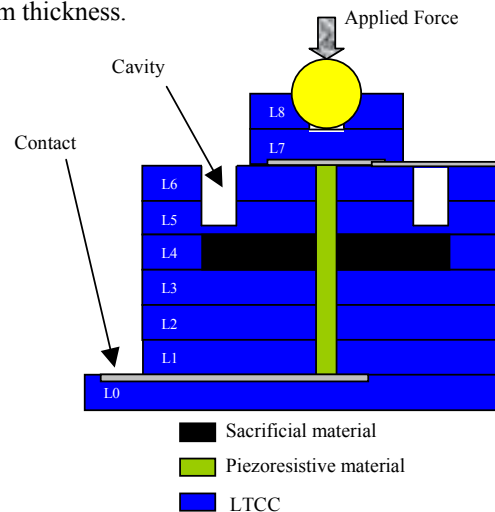 m thickness.
Applied Force
Cavity
Contact
L8
L7
L6
L5
L4
L3
L2
L1
L0
Sacrificial material
Piezoresistive material
LTCC